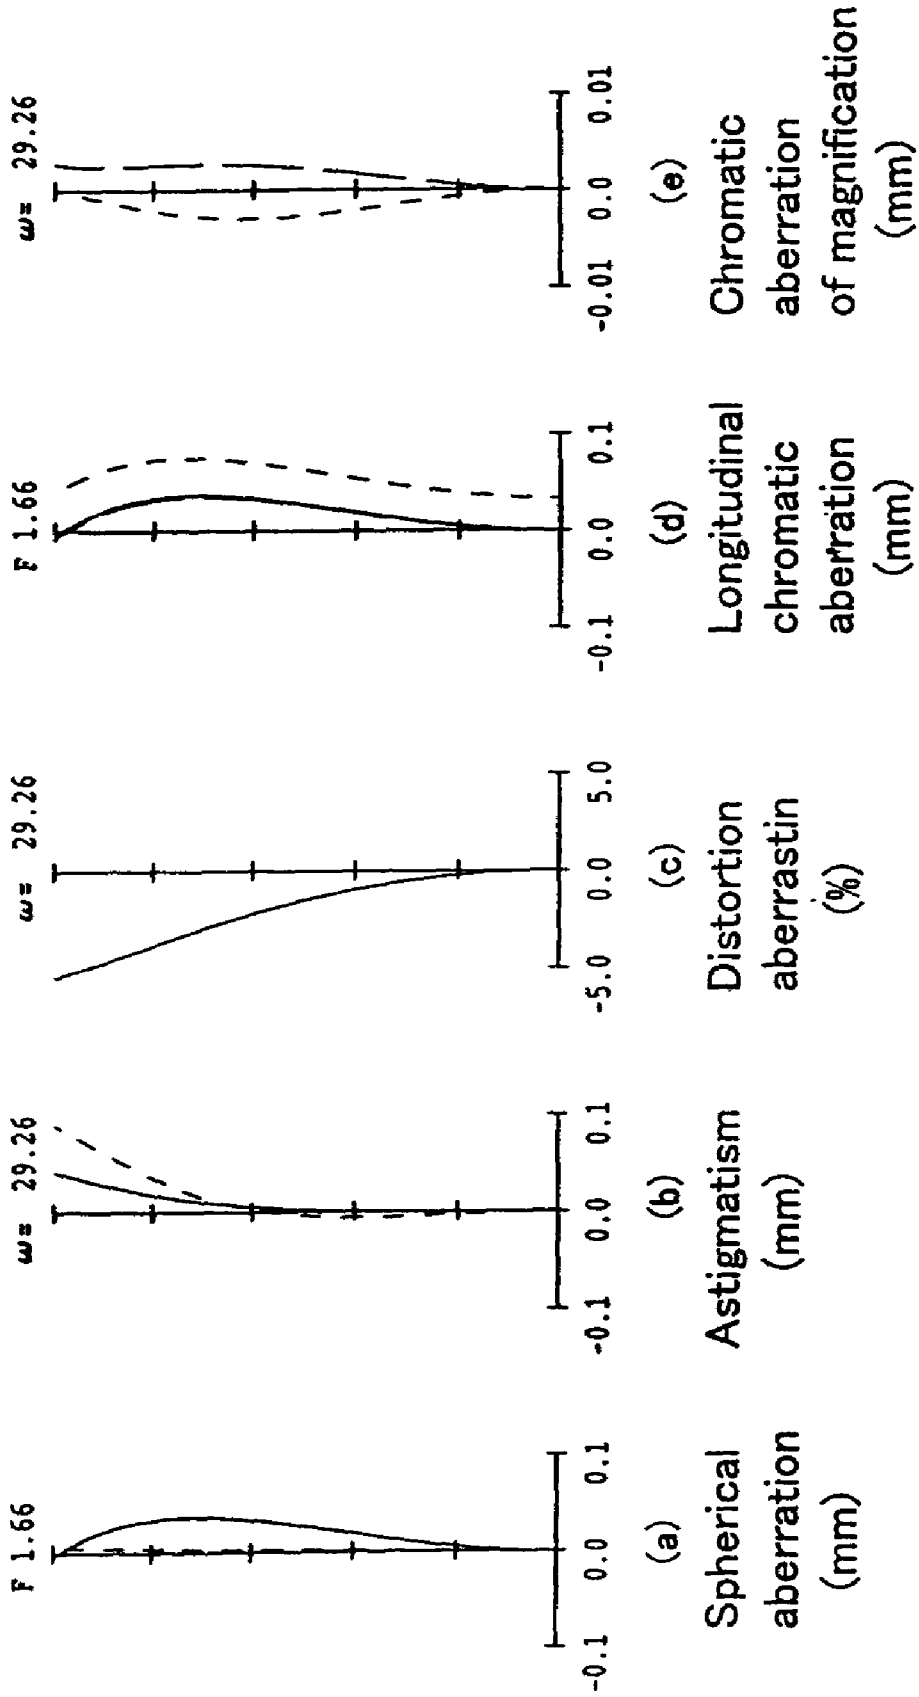 F 1.66
-0.1 0.0 0.1
(a)
Spherical
aberration
(mm)
ω= 29.26
-0.1 0.0 0.1
(b)
Astigmatism
(mm)
ω= 29.26
-5.0 0.0 5.0
(c)
Distortion
aberrastin
(%)
F 1.66
-0.1 0.0 0.1
(d)
Longitudinal
chromatic
aberration
(mm)
ω= 29.26
-0.01 0.0 0.01
(e)
Chromatic
aberration
of magnification
(mm)